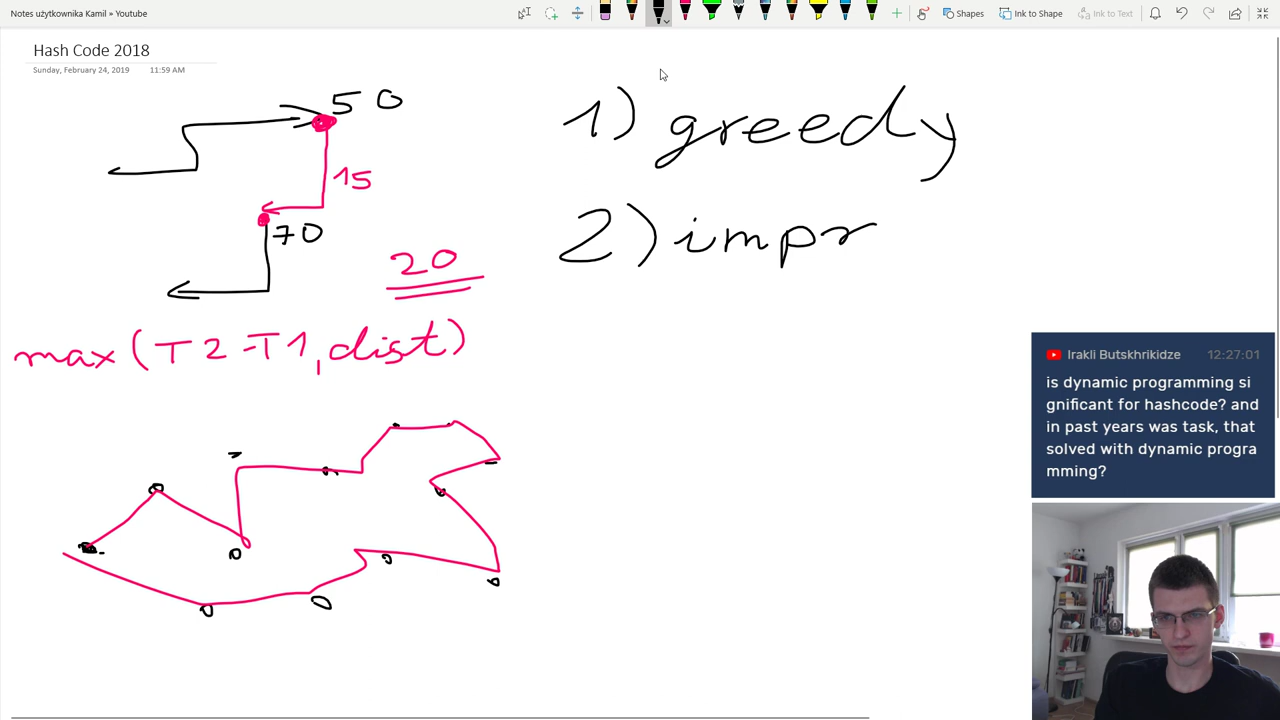 Notes użytkownika Kamil » Youtube
Shapes
Ink to Shape
Ink to Text
Hash Code 2018
Sunday, February 24, 2019 11:59 AM
50
15
70
20
max (T2-T1, dist)
1) greedy
2) impr
Irakli Butskhrikidze 12:27:01
is dynamic programming si
gnificant for hashcode? and
in past years was task, that
solved with dynamic progra
mming?